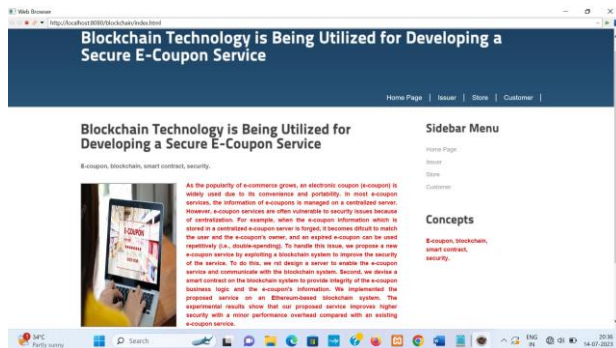 Web Browser
http://localhost:8080/blockchain/index.html
Blockchain Technology is Being Utilized for Developing a
Secure E-Coupon Service
Home Page | Issuer | Store | Customer |
Blockchain Technology is Being Utilized for
Developing a Secure E-Coupon Service
E-coupon, blockchain, smart contract, security.
As the popularity of e-commerce grows, an electronic coupon (e-coupon) is
widely used due to its convenience and portability. In most e-coupon
services, the information of e-coupons is managed on a centralized server.
However, e-coupon services are often vulnerable to security issues because
of centralization. For example, when the e-coupon information which is
stored in a centralized e-coupon server is forged, it becomes difcult to match
the user and the e-coupon's owner, and an expired e-coupon can be used
repetitively (i.e., double-spending). To handle this issue, we propose a new
e-coupon service by exploiting a blockchain system to improve the security
of the service. To do this, we rst design a server to enable the e-coupon
service and communicate with the blockchain system. Second, we devise a
smart contract on the blockchain system to provide integrity of the e-coupon
business logic and the e-coupon's information. We implemented the
proposed service on an Ethereum-based blockchain system. The
experimental results show that our proposed service improves higher
security with a minor performance overhead compared with an existing
e-coupon service.
E-COUPON
Sidebar Menu
Home Page
Issuer
Store
Customer
Concepts
E-coupon, blockchain,
smart contract,
security.
34°C
Partly sunny
Search
ENG
IN
20:36
14-07-2023